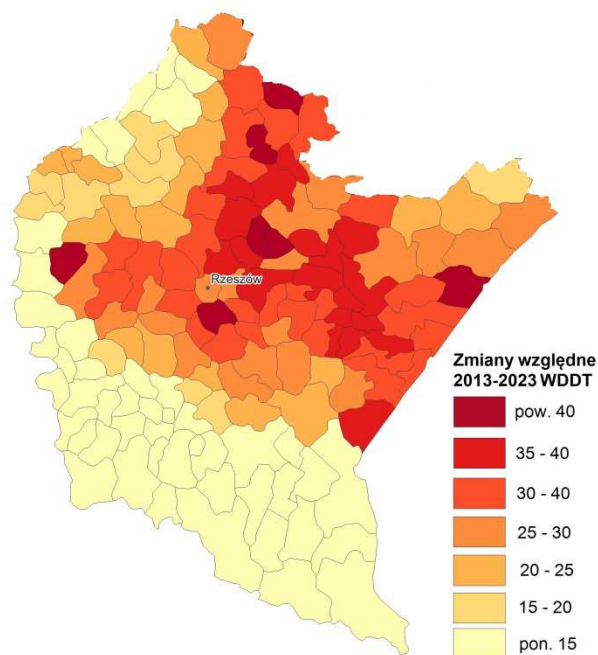 Rzeszów
Zmiany względne
2013-2023 WDDT
pow. 40
35 - 40
30 - 40
25 - 30
20 - 25
15 - 20
pon. 15